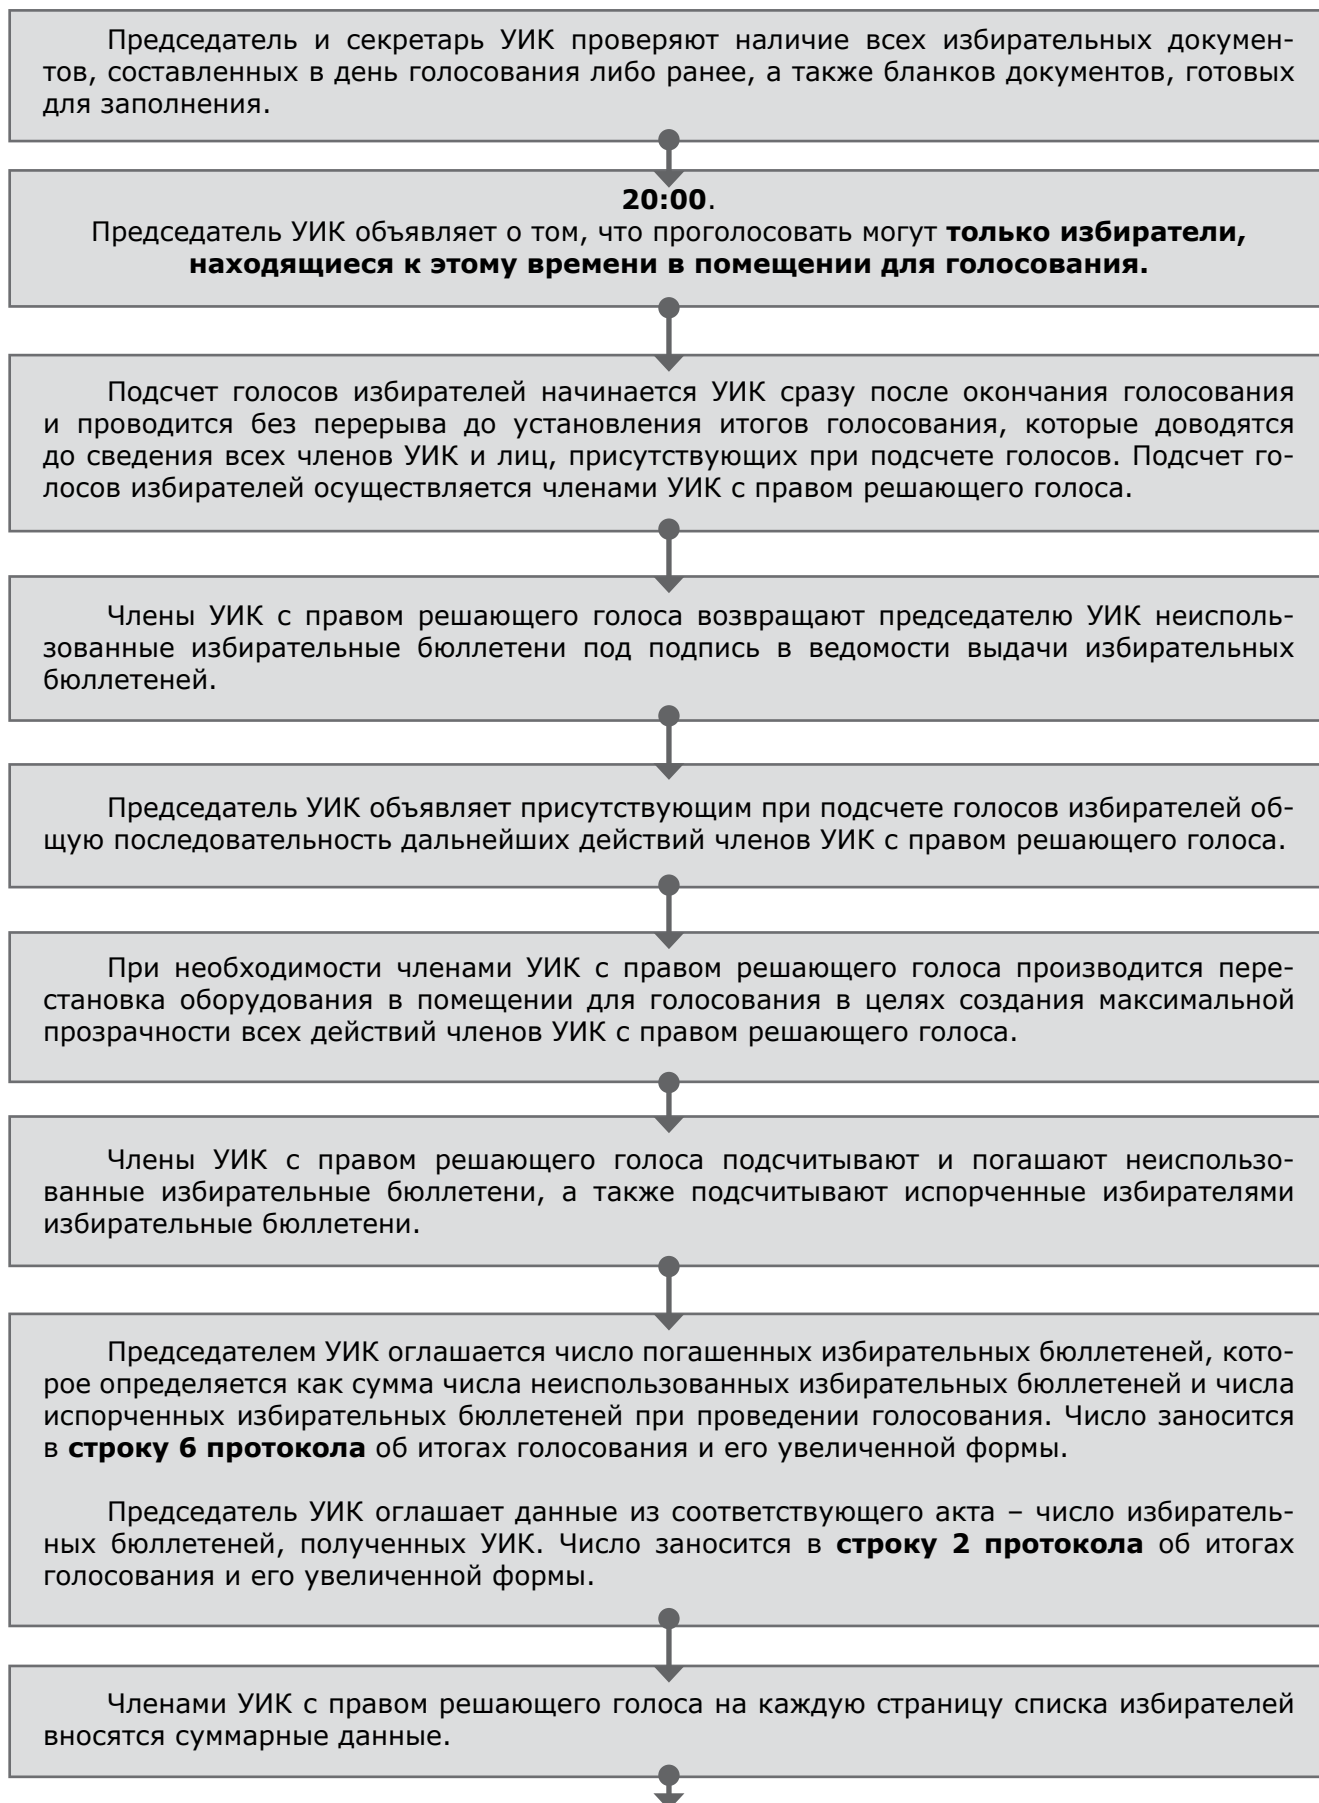 Председатель и секретарь УИК проверяют наличие всех избирательных докумен-
тов, составленных в день голосования либо ранее, а также бланков документов, готовых
для заполнения.
20:00.
Председатель УИК объявляет о том, что проголосовать могут только избиратели,
находящиеся к этому времени в помещении для голосования.
Подсчет голосов избирателей начинается УИК сразу после окончания голосования
и проводится без перерыва до установления итогов голосования, которые доводятся
до сведения всех членов УИК и лиц, присутствующих при подсчете голосов. Подсчет го-
лосов избирателей осуществляется членами УИК с правом решающего голоса.
Члены УИК с правом решающего голоса возвращают председателю УИК неисполь-
зованные избирательные бюллетени под подпись в ведомости выдачи избирательных
бюллетеней.
Председатель УИК объявляет присутствующим при подсчете голосов избирателей об-
щую последовательность дальнейших действий членов УИК с правом решающего голоса.
При необходимости членами УИК с правом решающего голоса производится пере-
становка оборудования в помещении для голосования в целях создания максимальной
прозрачности всех действий членов УИК с правом решающего голоса.
Члены УИК с правом решающего голоса подсчитывают и погашают неиспользо-
ванные избирательные бюллетени, а также подсчитывают испорченные избирателями
избирательные бюллетени.
Председателем УИК оглашается число погашенных избирательных бюллетеней, кото-
рое определяется как сумма числа неиспользованных избирательных бюллетеней и числа
испорченных избирательных бюллетеней при проведении голосования. Число заносится
в строку 6 протокола об итогах голосования и его увеличенной формы.
Председатель УИК оглашает данные из соответствующего акта – число избиратель-
ных бюллетеней, полученных УИК. Число заносится в строку 2 протокола об итогах
голосования и его увеличенной формы.
Членами УИК с правом решающего голоса на каждую страницу списка избирателей
вносятся суммарные данные.